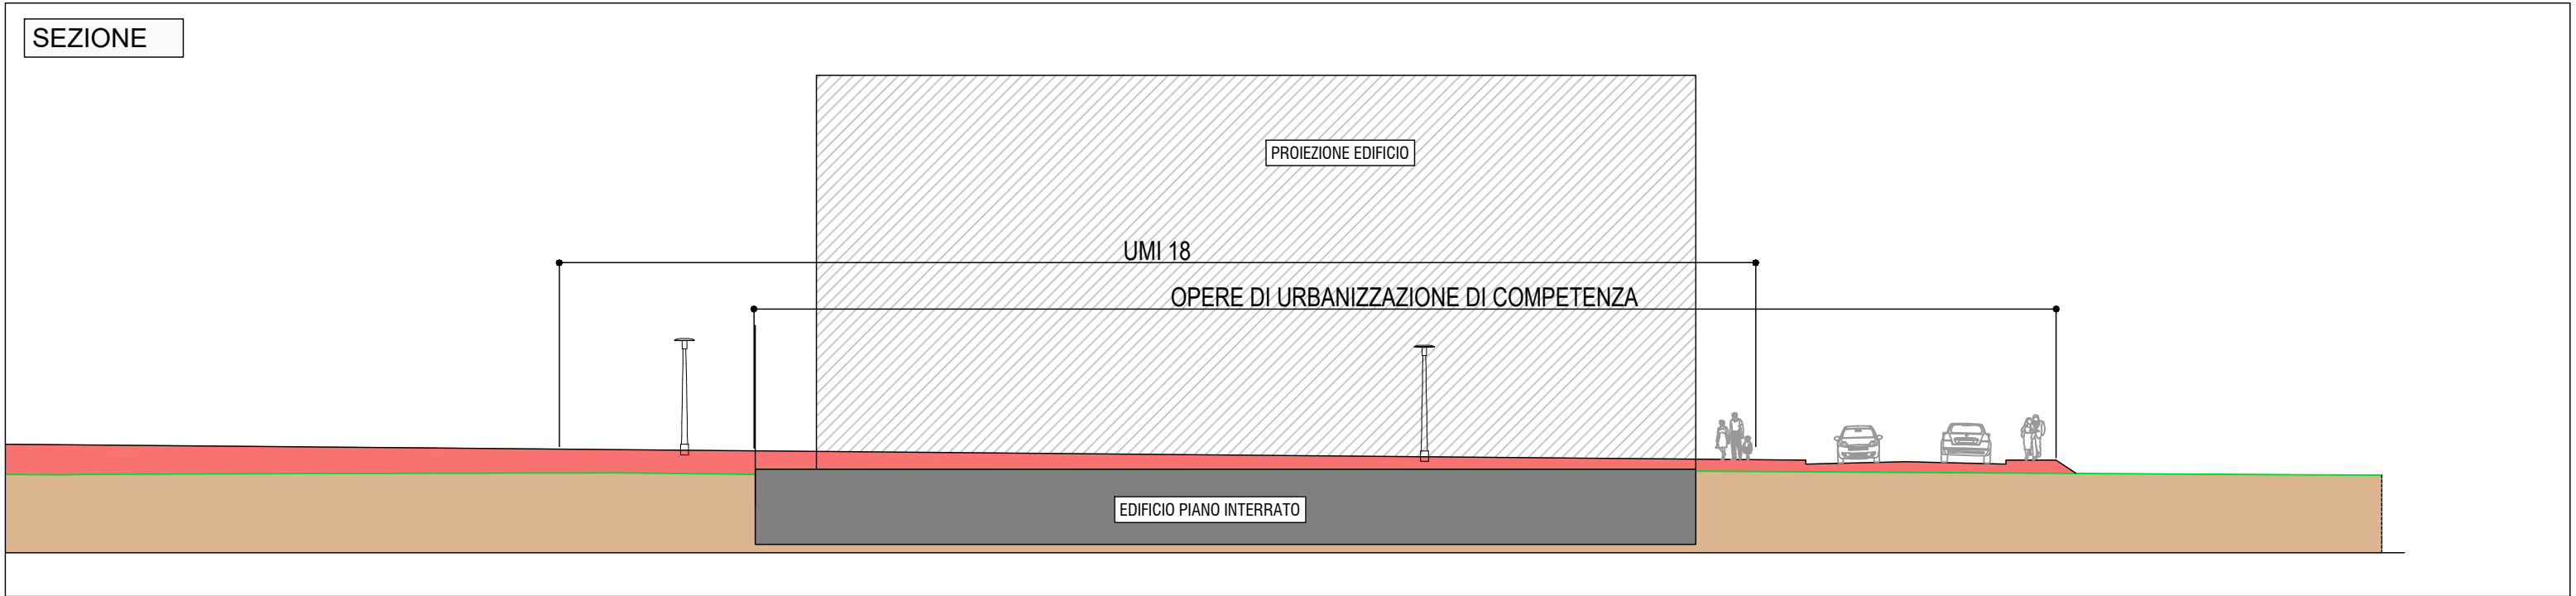 SEZIONE
PROIEZIONE EDIFICIO
UMI 18
OPERE DI URBANIZZAZIONE DI COMPETENZA
EDIFICIO PIANO INTERRATO